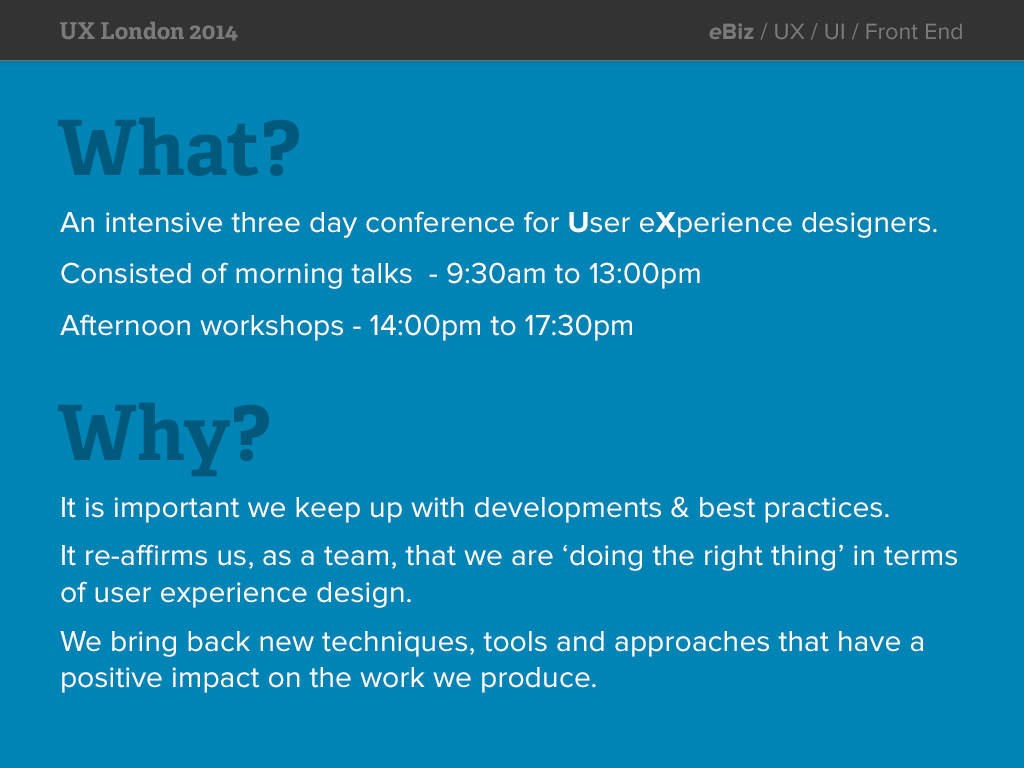 UX London 2014
eBiz / UX / UI / Front End
What?
An intensive three day conference for User eXperience designers.
Consisted of morning talks  - 9:30am to 13:00pm
Afternoon workshops - 14:00pm to 17:30pm
Why?
It is important we keep up with developments & best practices.
It re-affirms us, as a team, that we are ‘doing the right thing’ in terms
of user experience design.
We bring back new techniques, tools and approaches that have a
positive impact on the work we produce.